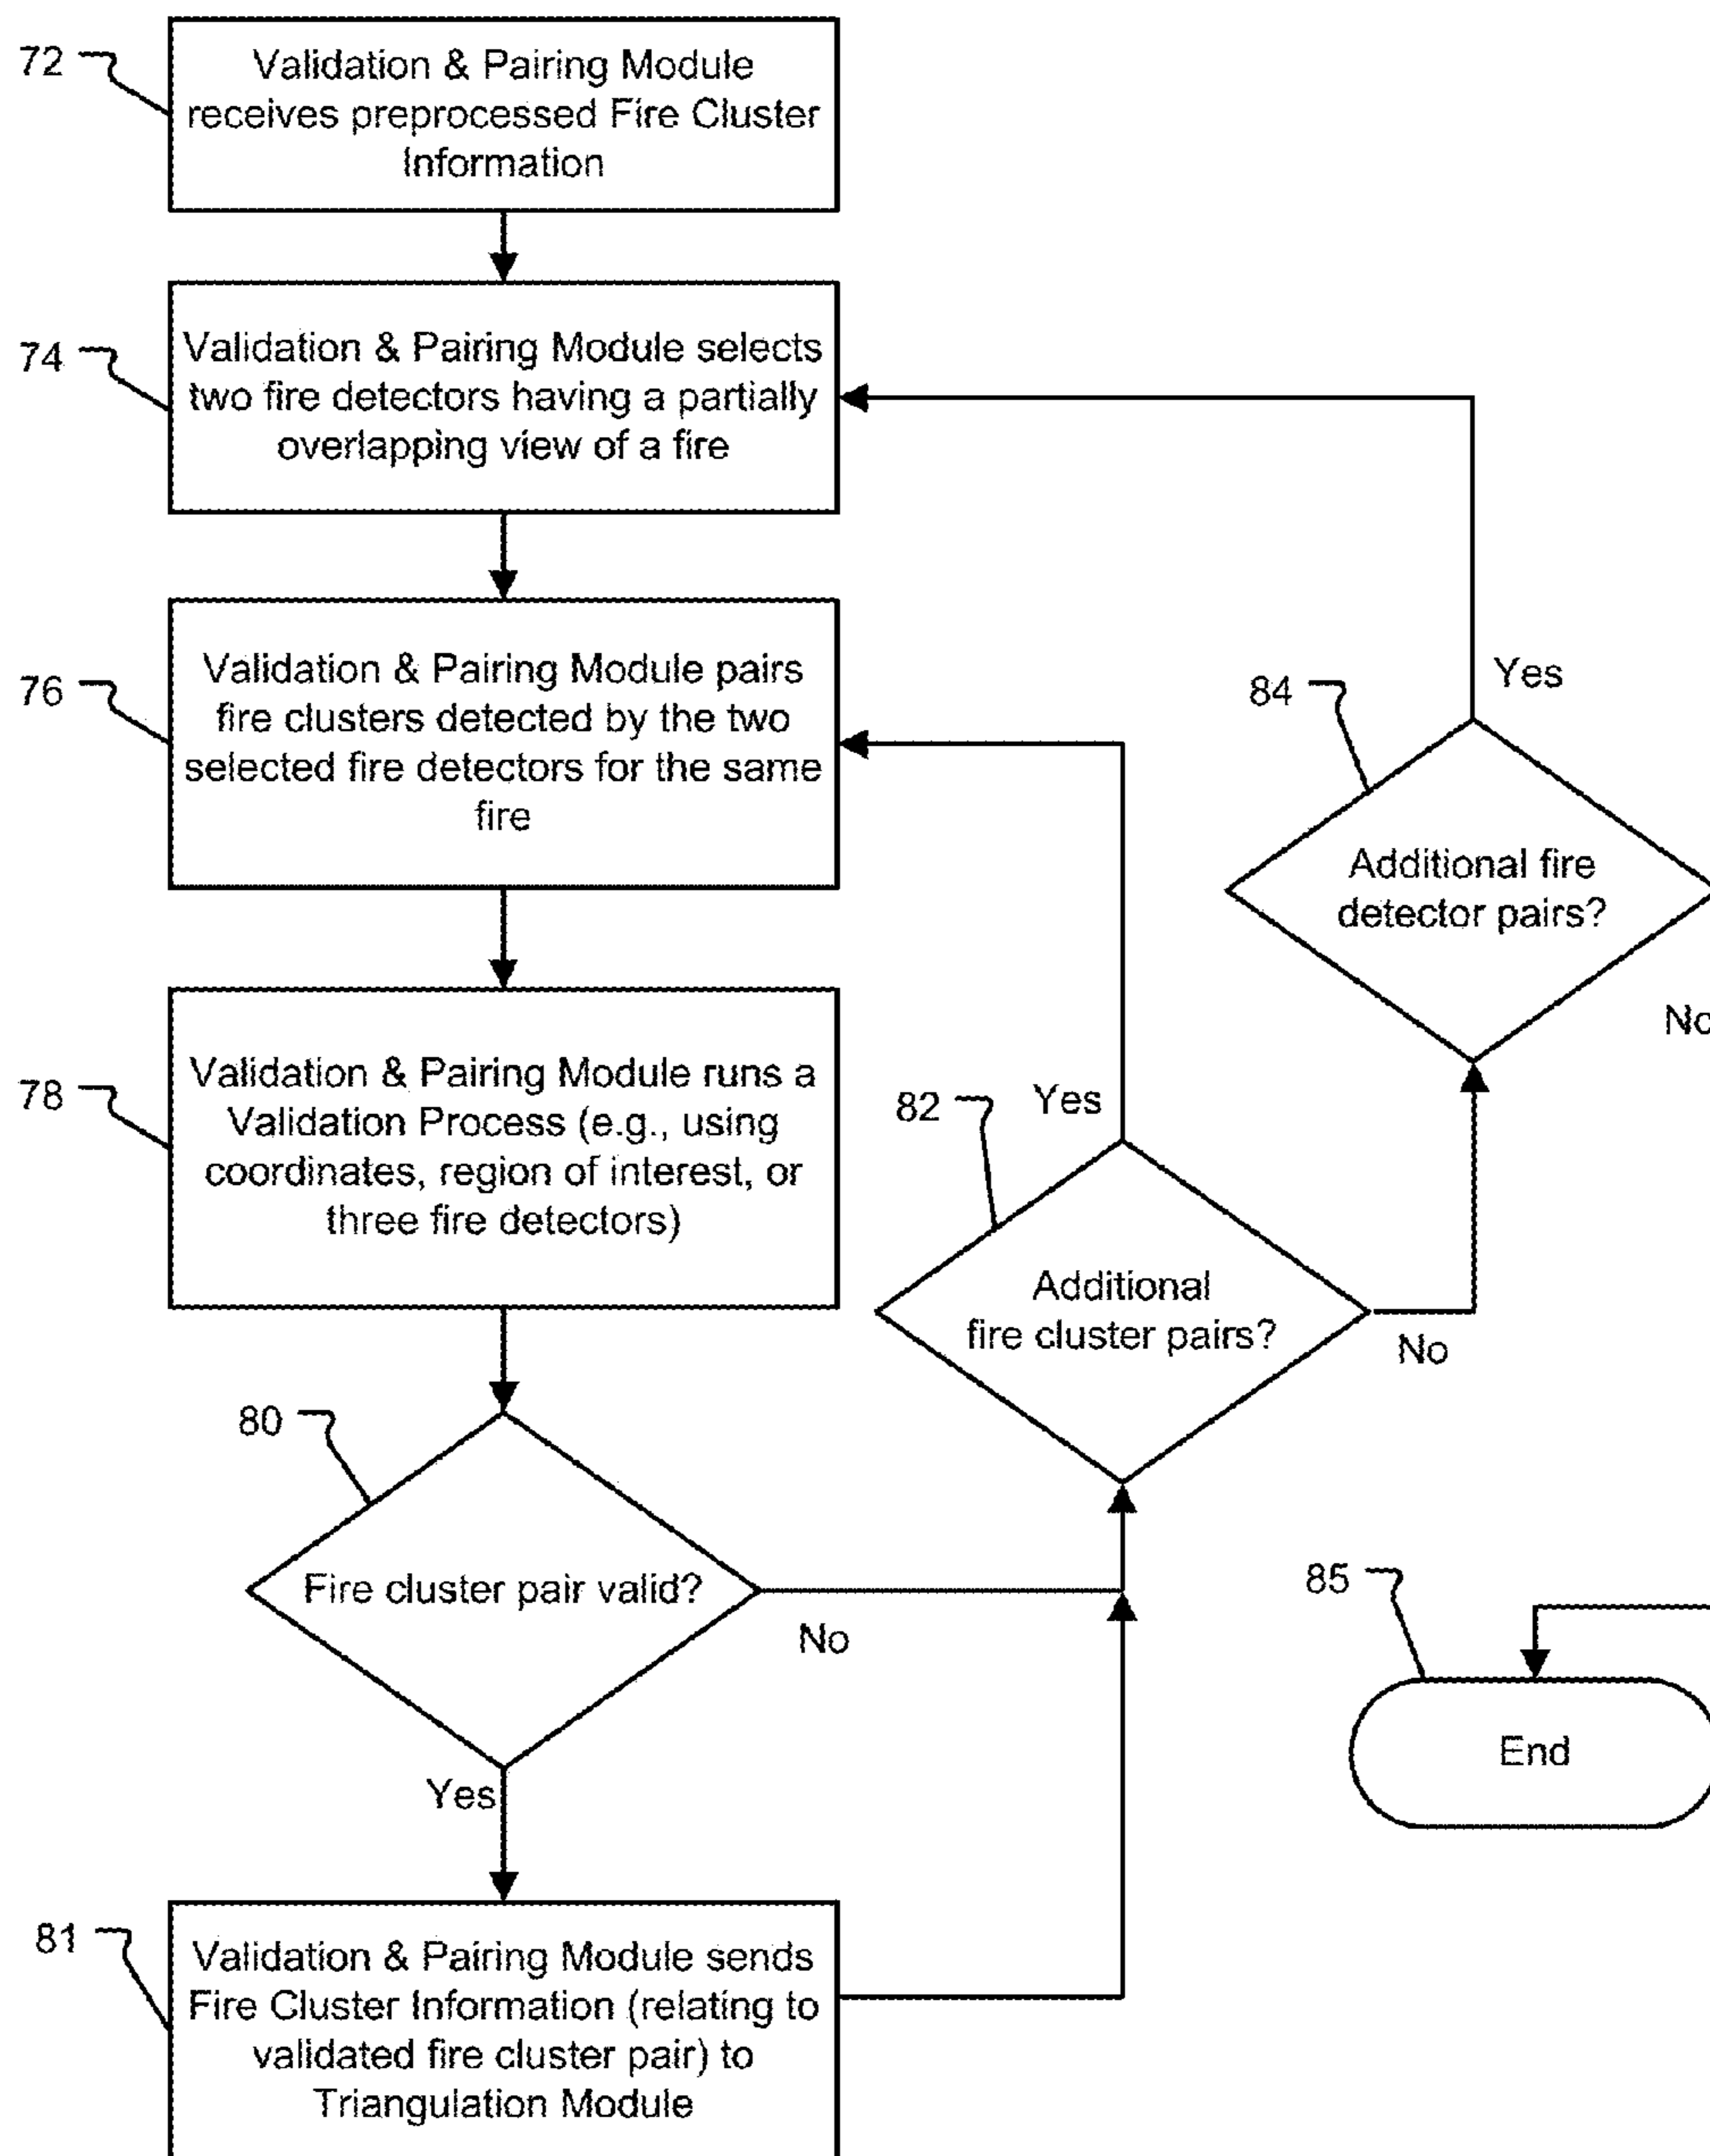 72
Validation & Pairing Module
receives preprocessed Fire Cluster
Information
74
Validation & Pairing Module selects
two fire detectors having a partially
overlapping view of a fire
76
Validation & Pairing Module pairs
fire clusters detected by the two
selected fire detectors for the same
fire
78
Validation & Pairing Module runs a
Validation Process (e.g., using
coordinates, region of interest, or
three fire detectors)
80
Fire cluster pair valid?
No
Yes
81
Validation & Pairing Module sends
Fire Cluster Information (relating to
validated fire cluster pair) to
Triangulation Module
82
Yes
Additional
fire cluster pairs?
No
84
Yes
Additional fire
detector pairs?
No
85
End